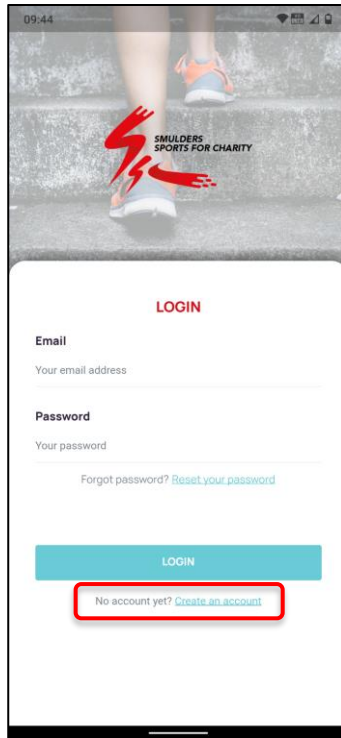 09:44
SMULDERS
SPORTS FOR CHARITY
LOGIN
Email
Your email address
Password
Your password
Forgot password? Reset your password
LOGIN
No account yet? Create an account